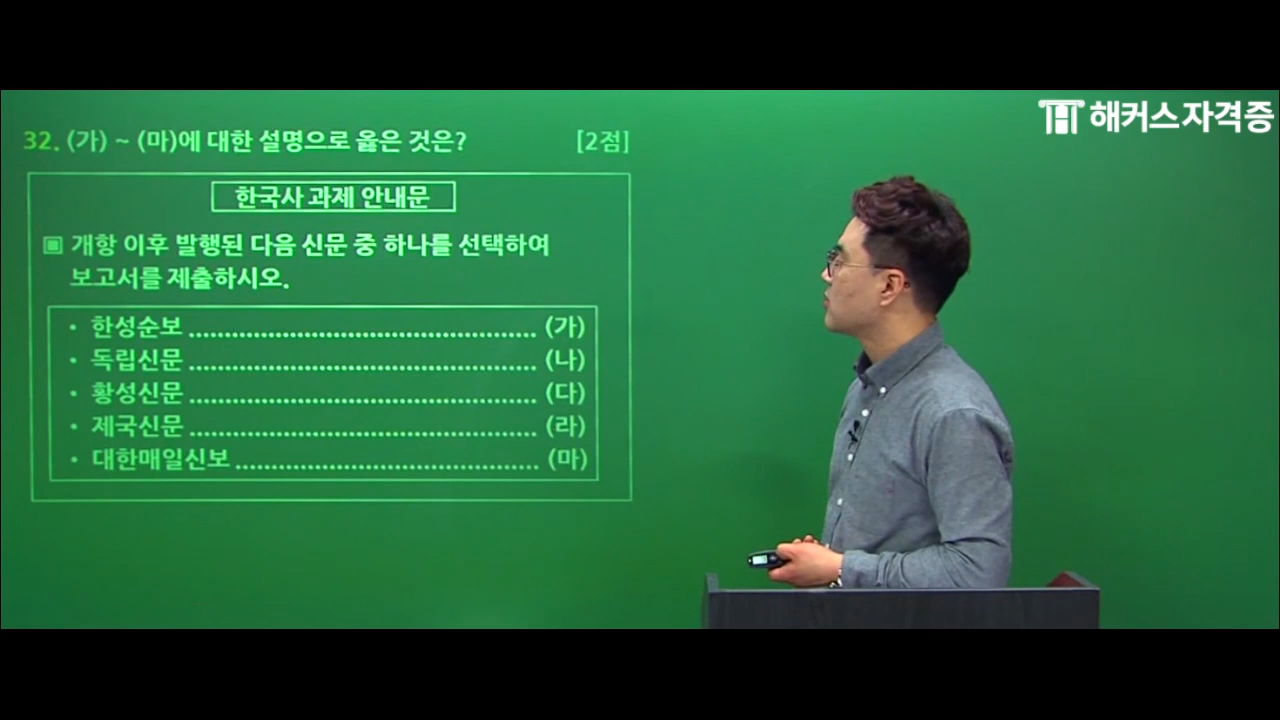 해커스자격증
32. (가) ~ (마)에 대한 설명으로 옳은 것은? [2점]
한국사 과제 안내문
▣ 개항 이후 발행된 다음 신문 중 하나를 선택하여
보고서를 제출하시오.
• 한성순보 ................................................ (가)
• 독립신문 ................................................ (나)
• 황성신문 ................................................ (다)
• 제국신문 ................................................ (라)
• 대한매일신보 .......................................... (마)